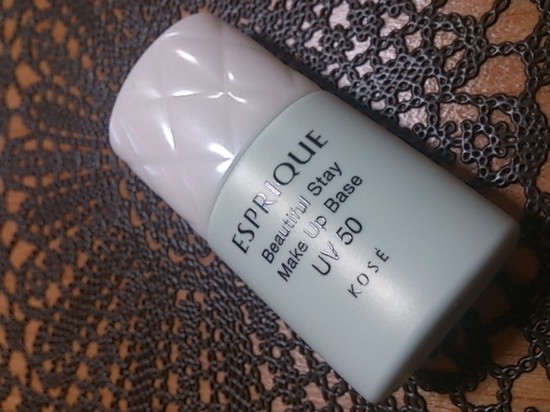 ESPRIQUE
Beautiful Stay
Make Up Base
UV 50
KOSÉ